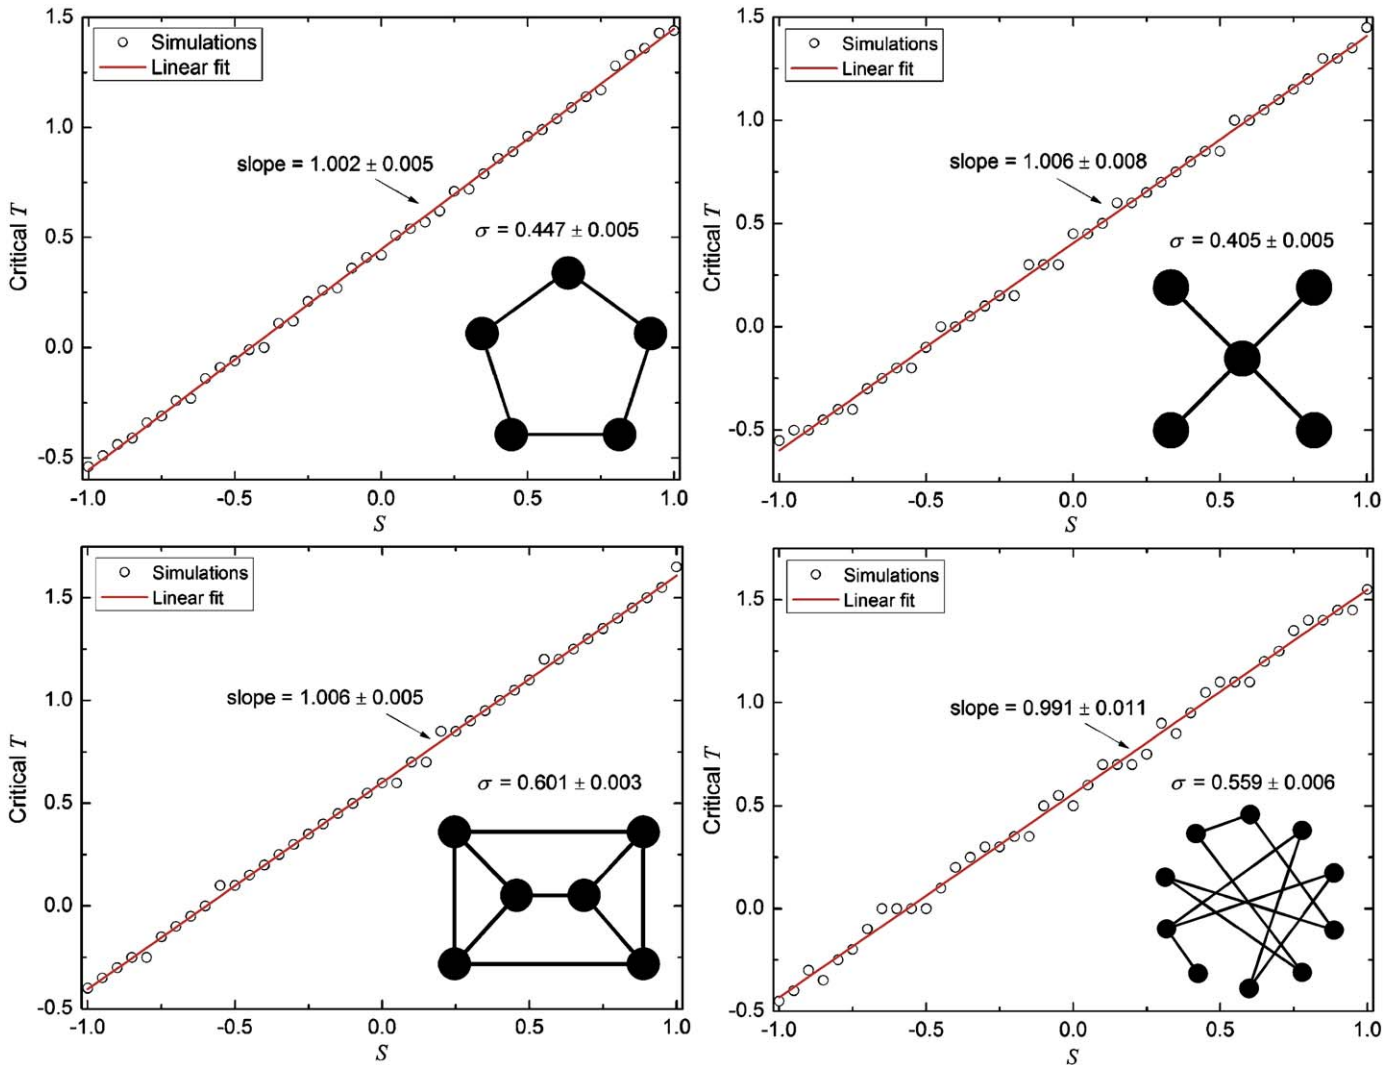 1.5
Simulations
Linear fit
1.0
slope = 1.002 ± 0.005
0.5
σ = 0.447 ± 0.005
0.0
-0.5
-1.0
-0.5
0.0
0.5
1.0
S
Critical T
1.5
Simulations
Linear fit
1.0
slope = 1.006 ± 0.008
0.5
σ = 0.405 ± 0.005
0.0
-0.5
-1.0
-0.5
0.0
0.5
1.0
S
Critical T
Simulations
Linear fit
1.5
1.0
slope = 1.006 ± 0.005
σ = 0.601 ± 0.003
0.5
0.0
-0.5
-1.0
-0.5
0.0
0.5
1.0
S
Critical T
Simulations
Linear fit
1.5
1.0
slope = 0.991 ± 0.011
σ = 0.559 ± 0.006
0.5
0.0
-0.5
-1.0
-0.5
0.0
0.5
1.0
S
Critical T